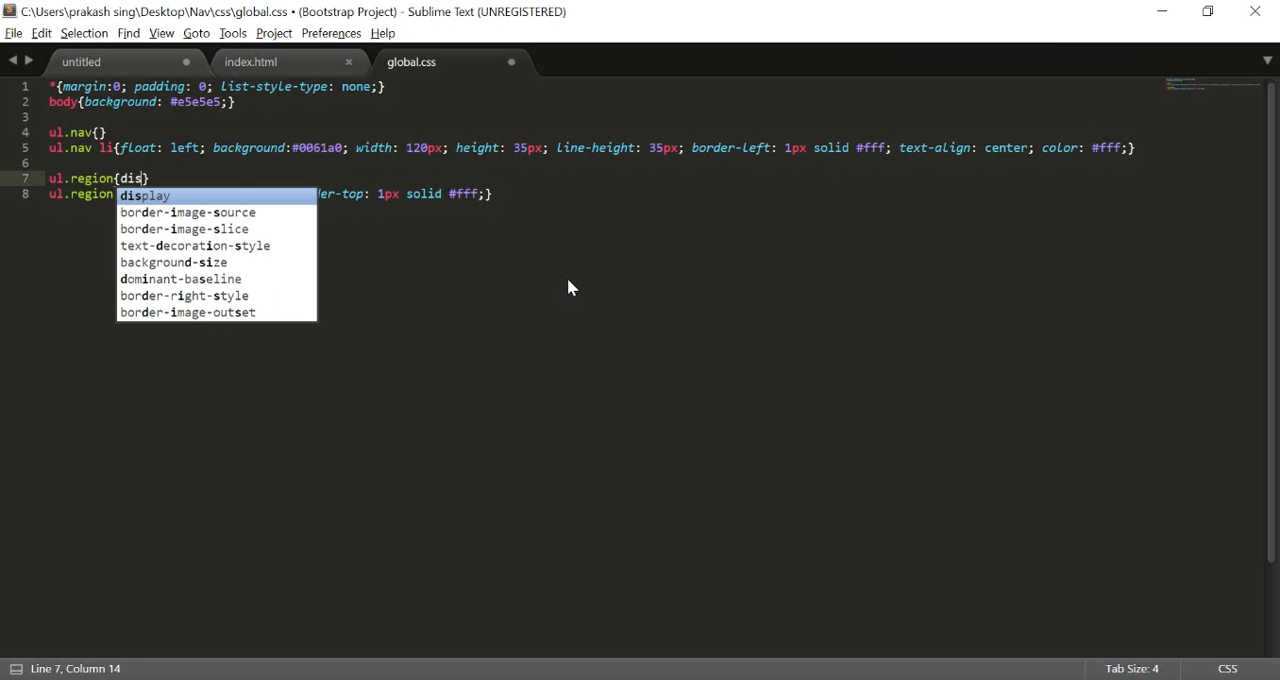 C:\Users\prakash sing\Desktop\Nav\css\global.css • (Bootstrap Project) - Sublime Text (UNREGISTERED)
File Edit Selection Find View Goto Tools Project Preferences Help
untitled index.html × global.css
1 *{margin:0; padding: 0; list-style-type: none;}
2 body{background: #e5e5e5;}
3
4 ul.nav{}
5 ul.nav li{float: left; background:#0061a0; width: 120px; height: 35px; line-height: 35px; border-left: 1px solid #fff; text-align: center; color: #fff;}
6
7 ul.region{dis}
8 ul.region er-top: 1px solid #fff;}
display
border-image-source
border-image-slice
text-decoration-style
background-size
dominant-baseline
border-right-style
border-image-outset
Line 7, Column 14 Tab Size: 4 CSS